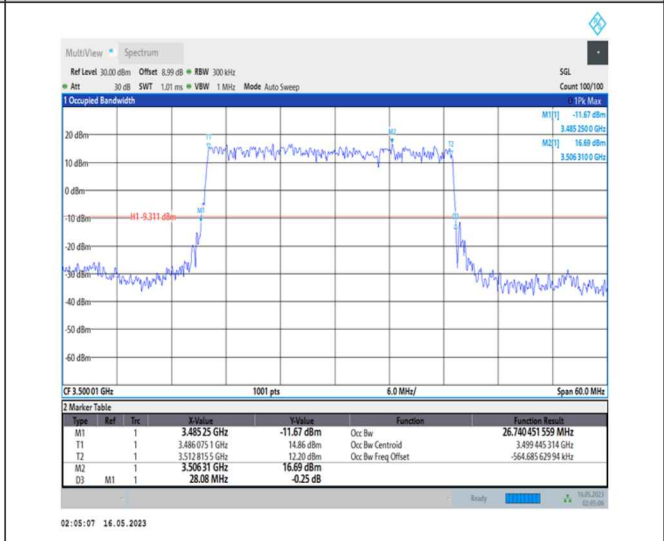 MultiView Spectrum
Ref Level 30.00 dBm Offset 8.99 dB RBW 300 kHz SGL
Att 30 dB SWT 1.01 ms VBW 1 MHz Mode Auto Sweep Count 100/100
1 Occupied Bandwidth 1Pk Max
M1[1] -11.67 dBm
3.485 250 0 GHz
M2[1] 16.69 dBm
3.506 310 0 GHz
20 dBm
T1
M2
T2
10 dBm
0 dBm
M1
-10 dBm H1 -9.311 dBm
-20 dBm
-30 dBm
-40 dBm
-50 dBm
-60 dBm
CF 3.500 01 GHz 1001 pts 6.0 MHz/ Span 60.0 MHz
2 Marker Table
Type Ref Trc X-Value Y-Value Function Function Result
M1 1 3.485 25 GHz -11.67 dBm Occ Bw 26.740 451 559 MHz
T1 1 3.486 075 1 GHz 14.86 dBm Occ Bw Centroid 3.499 445 314 GHz
T2 1 3.512 815 5 GHz 12.20 dBm Occ Bw Freq Offset -564.685 629 94 kHz
M2 1 3.506 31 GHz 16.69 dBm
D3 M1 1 28.08 MHz -0.25 dB
Ready 16.05.2023
02:05:06
02:05:07 16.05.2023